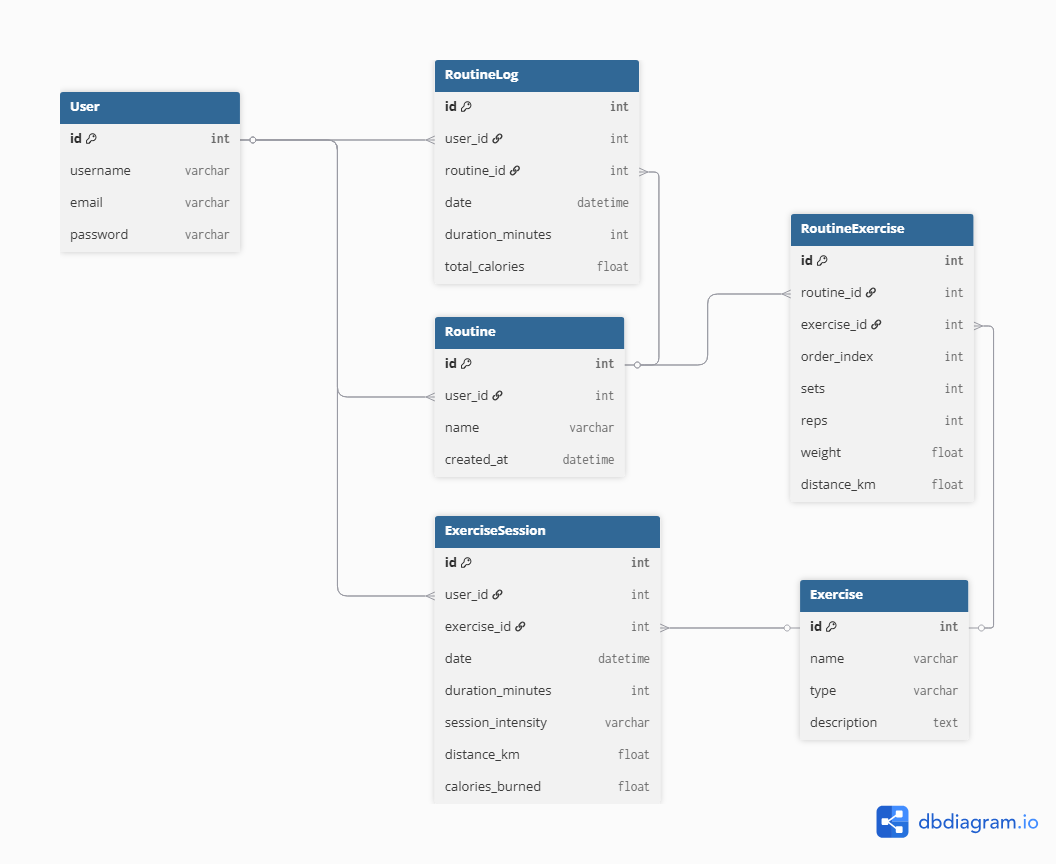 User
id int
username varchar
email varchar
password varchar
RoutineLog
id int
user_id int
routine_id int
date datetime
duration_minutes int
total_calories float
Routine
id int
user_id int
name varchar
created_at datetime
ExerciseSession
id int
user_id int
exercise_id int
date datetime
duration_minutes int
session_intensity varchar
distance_km float
calories_burned float
RoutineExercise
id int
routine_id int
exercise_id int
order_index int
sets int
reps int
weight float
distance_km float
Exercise
id int
name varchar
type varchar
description text
dbdiagram.io